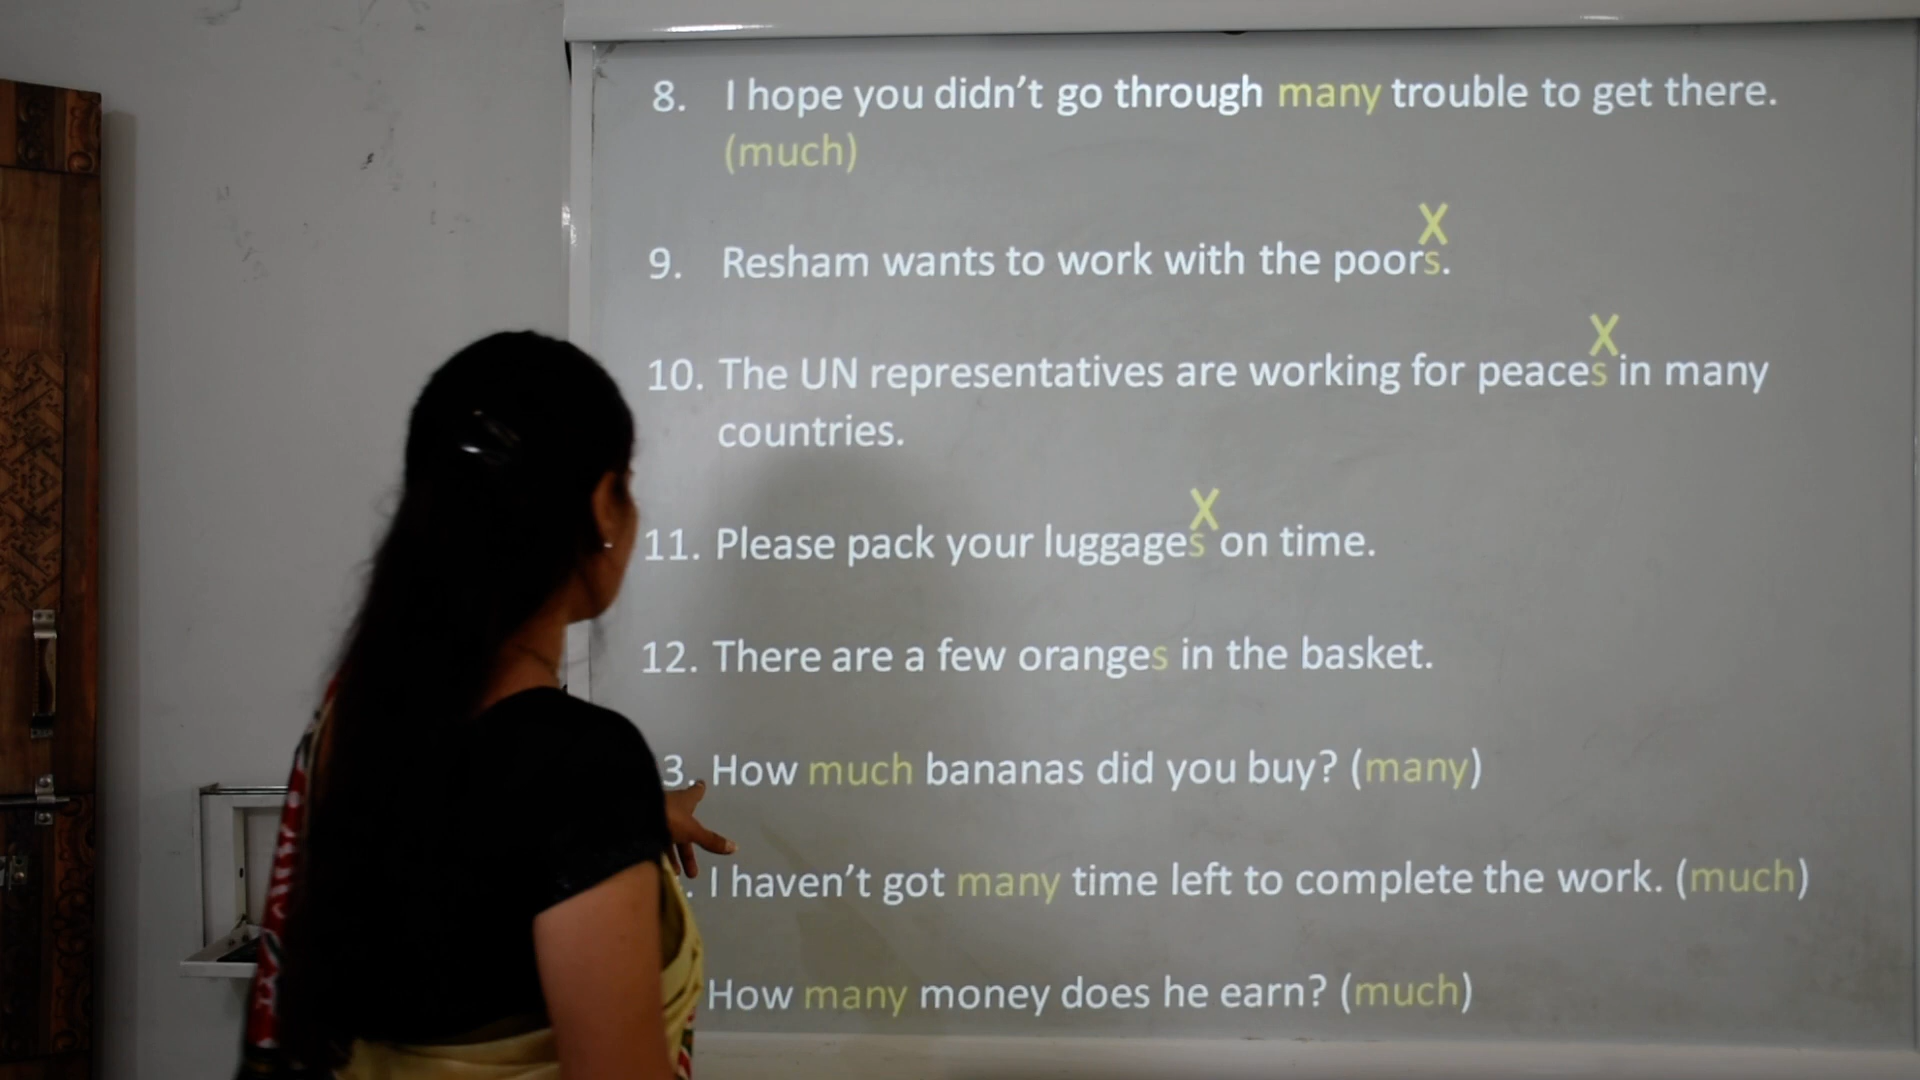 8. I hope you didn't go through many trouble to get there.
(much)
X
9. Resham wants to work with the poors.
X
10. The UN representatives are working for peaces in many
countries.
X
11. Please pack your luggages on time.
12. There are a few oranges in the basket.
3. How much bananas did you buy? (many)
. I haven't got many time left to complete the work. (much)
How many money does he earn? (much)